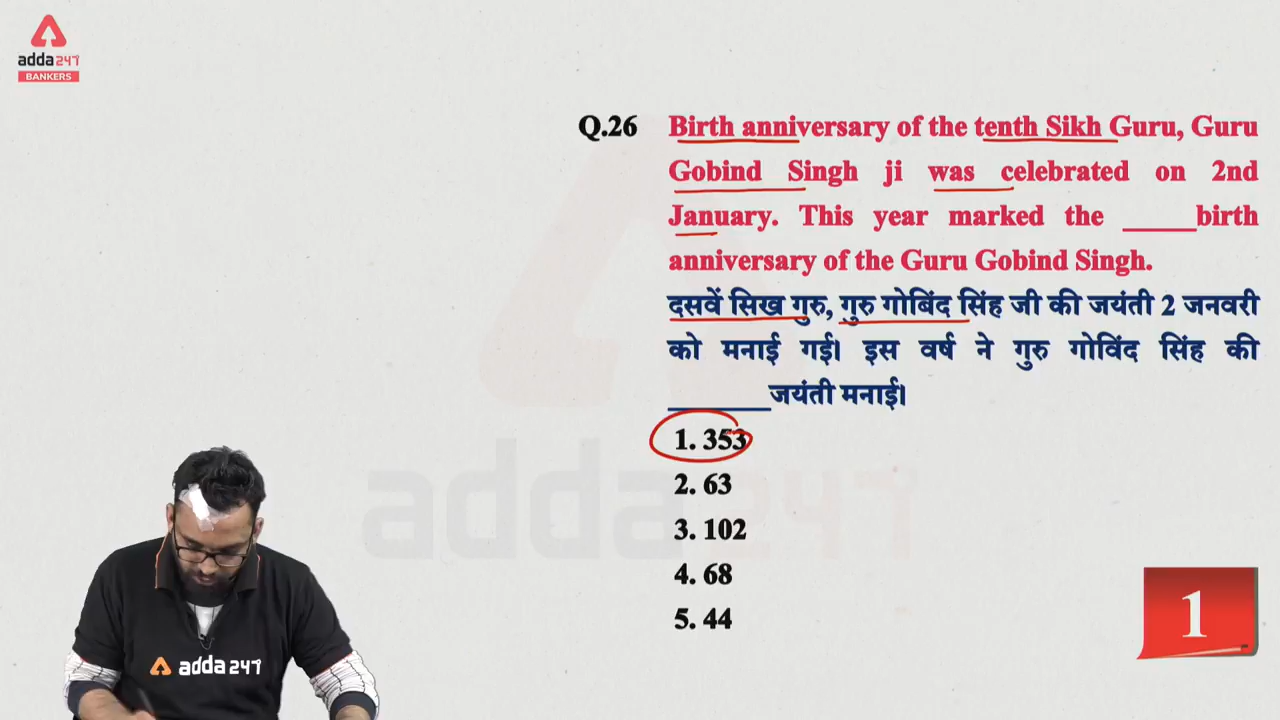 adda247
BANKERS
Q.26 Birth anniversary of the tenth Sikh Guru, Guru
Gobind Singh ji was celebrated on 2nd
January. This year marked the _____birth
anniversary of the Guru Gobind Singh.
दसवें सिख गुरु, गुरु गोबिंद सिंह जी की जयंती 2 जनवरी
को मनाई गई। इस वर्ष ने गुरु गोविंद सिंह की
_______जयंती मनाई।
1. 353
2. 63
3. 102
4. 68
5. 44
adda247
adda247
1